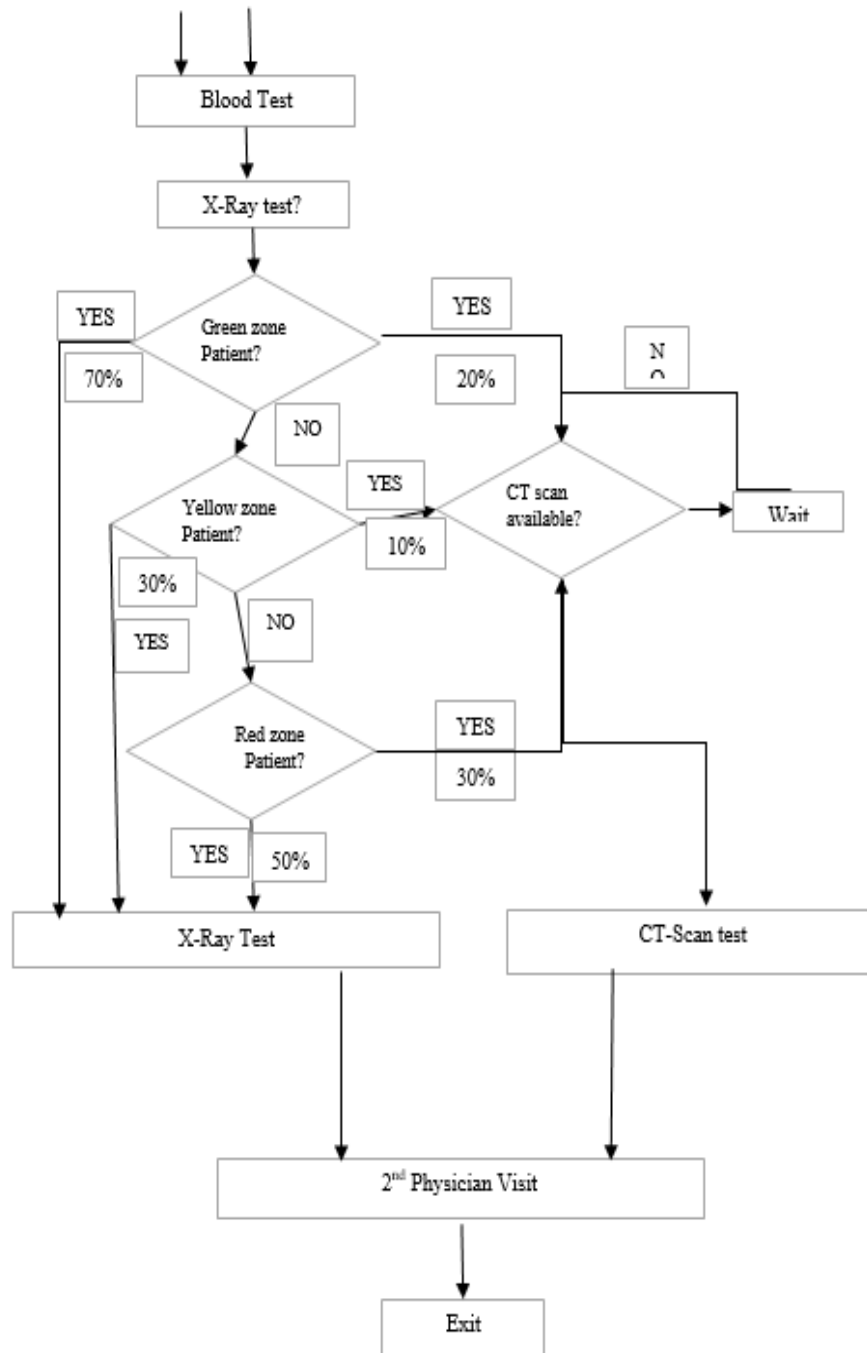 Blood Test
X-Ray test?
YES
Green zone
Patient?
YES
70%
20%
N
NO
YES
Yellow zone
Patient?
CT scan
available?
Wait
10%
30%
YES
NO
Red zone
Patient?
YES
30%
YES
50%
X-Ray Test
CT-Scan test
2nd Physician Visit
Exit